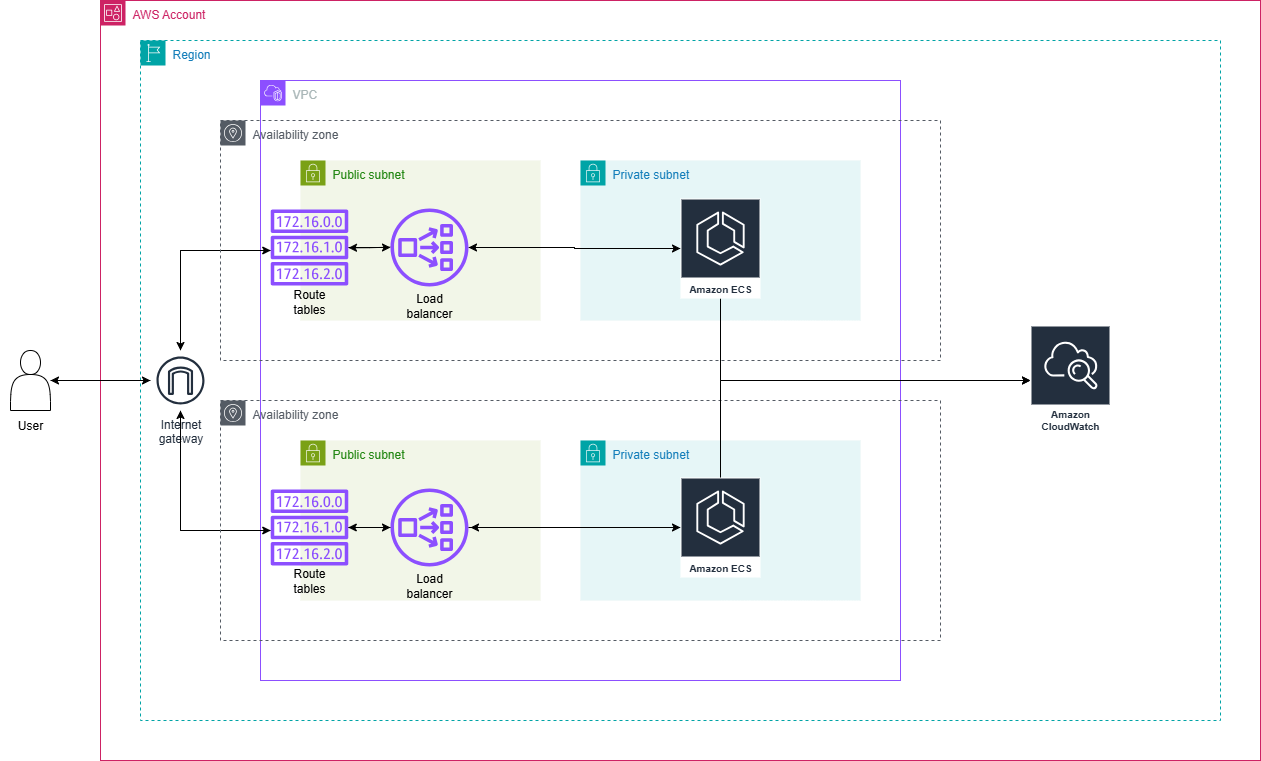 AWS Account
Region
VPC
Availability zone
Public subnet
Private subnet
172.16.0.0
172.16.1.0
172.16.2.0
Route
tables
Load
balancer
Amazon ECS
User
Internet
gateway
Amazon
CloudWatch
Availability zone
Public subnet
Private subnet
172.16.0.0
172.16.1.0
172.16.2.0
Route
tables
Load
balancer
Amazon ECS